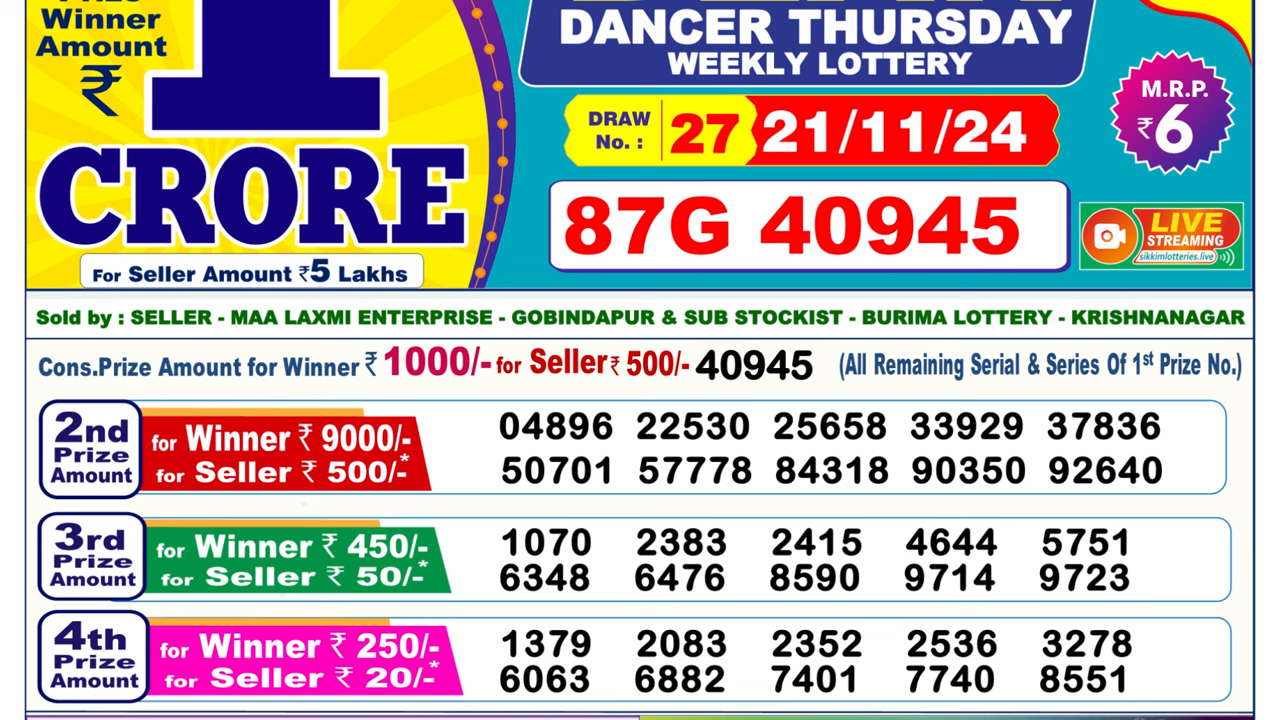 Winner
Amount
₹
1
CRORE
For Seller Amount ₹5 Lakhs
DANCER THURSDAY
WEEKLY LOTTERY
DRAW
No. :
27
21/11/24
M.R.P.
₹6
87G 40945
LIVE
STREAMING
sikkimlotteries.live
Sold by : SELLER - MAA LAXMI ENTERPRISE - GOBINDAPUR & SUB STOCKIST - BURIMA LOTTERY - KRISHNANAGAR
Cons.Prize Amount for Winner ₹ 1000/- for Seller ₹ 500/- 40945 (All Remaining Serial & Series Of 1st Prize No.)
2nd
Prize
Amount
for Winner ₹ 9000/-
for Seller ₹ 500/-*
04896 22530 25658 33929 37836
50701 57778 84318 90350 92640
3rd
Prize
Amount
for Winner ₹ 450/-
for Seller ₹ 50/-*
1070 2383 2415 4644 5751
6348 6476 8590 9714 9723
4th
Prize
Amount
for Winner ₹ 250/-
for Seller ₹ 20/-*
1379 2083 2352 2536 3278
6063 6882 7401 7740 8551